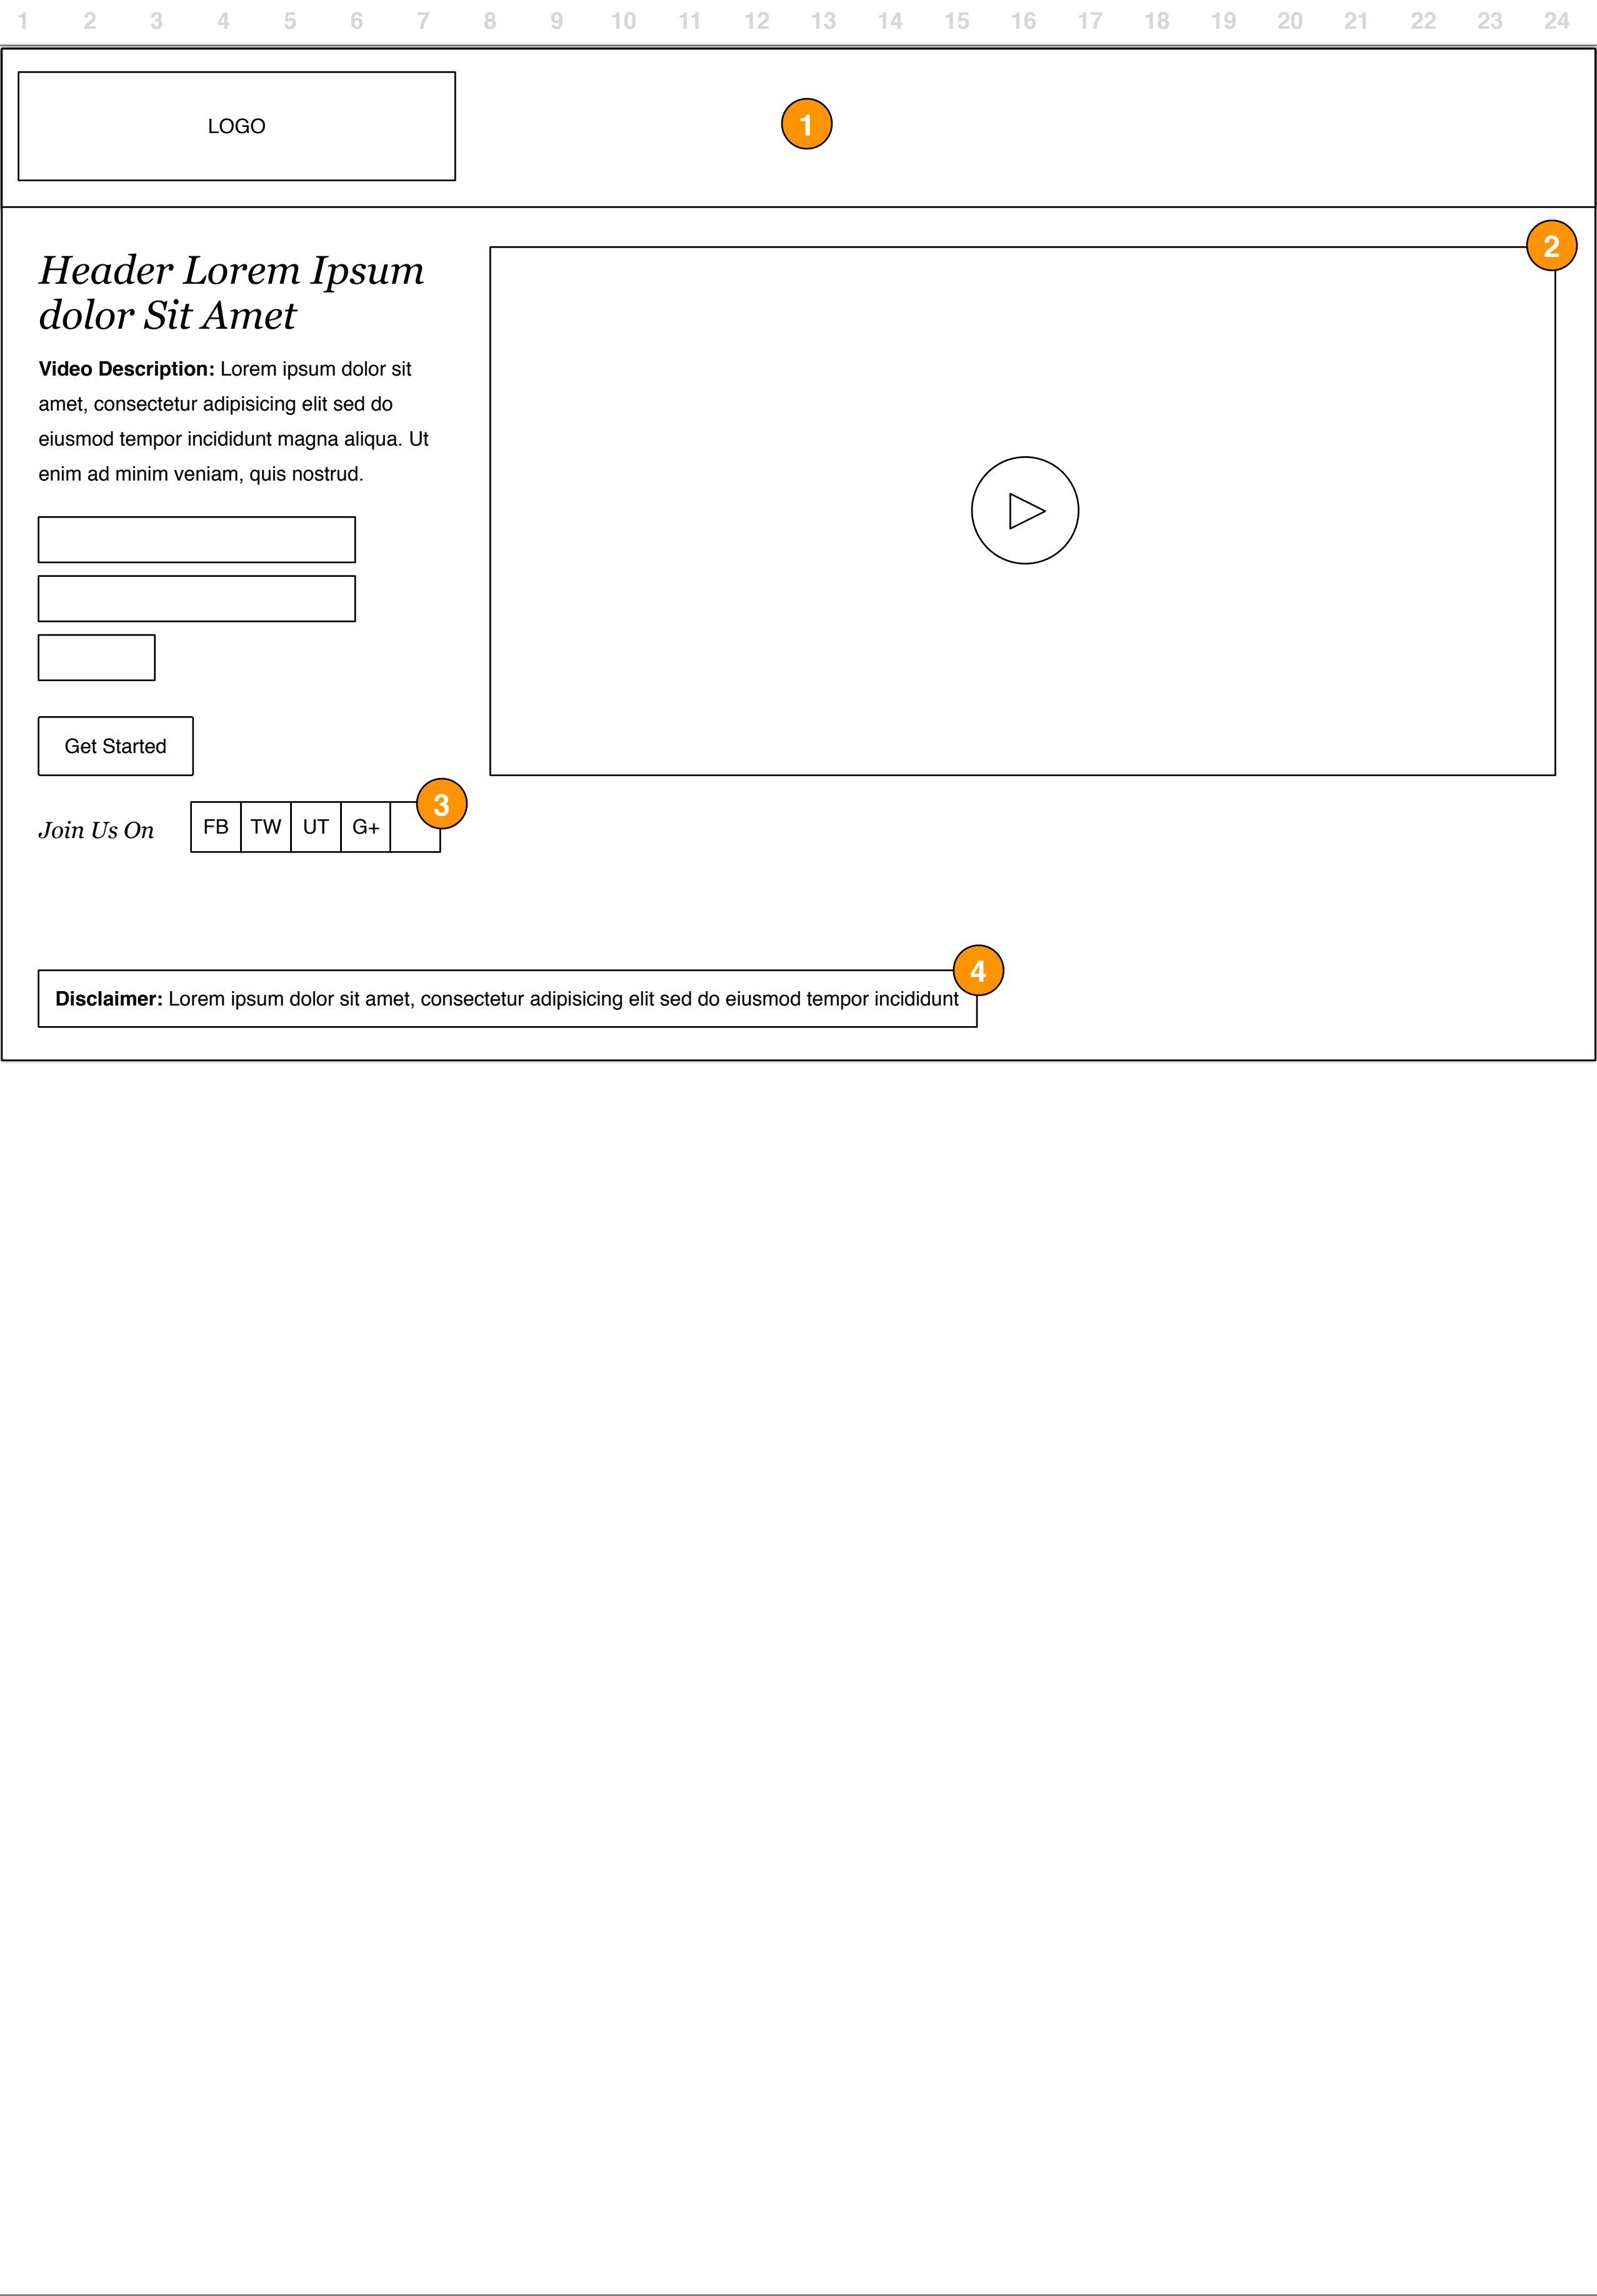 1 2 3 4 5 6 7 8 9 10 11 12 13 14 15 16 17 18 19 20 21 22 23 24
LOGO
1
2
Header Lorem Ipsum
dolor Sit Amet
Video Description: Lorem ipsum dolor sit
amet, consectetur adipisicing elit sed do
eiusmod tempor incididunt magna aliqua. Ut
enim ad minim veniam, quis nostrud.
Get Started
3
Join Us On FB TW UT G+
4
Disclaimer: Lorem ipsum dolor sit amet, consectetur adipisicing elit sed do eiusmod tempor incididunt